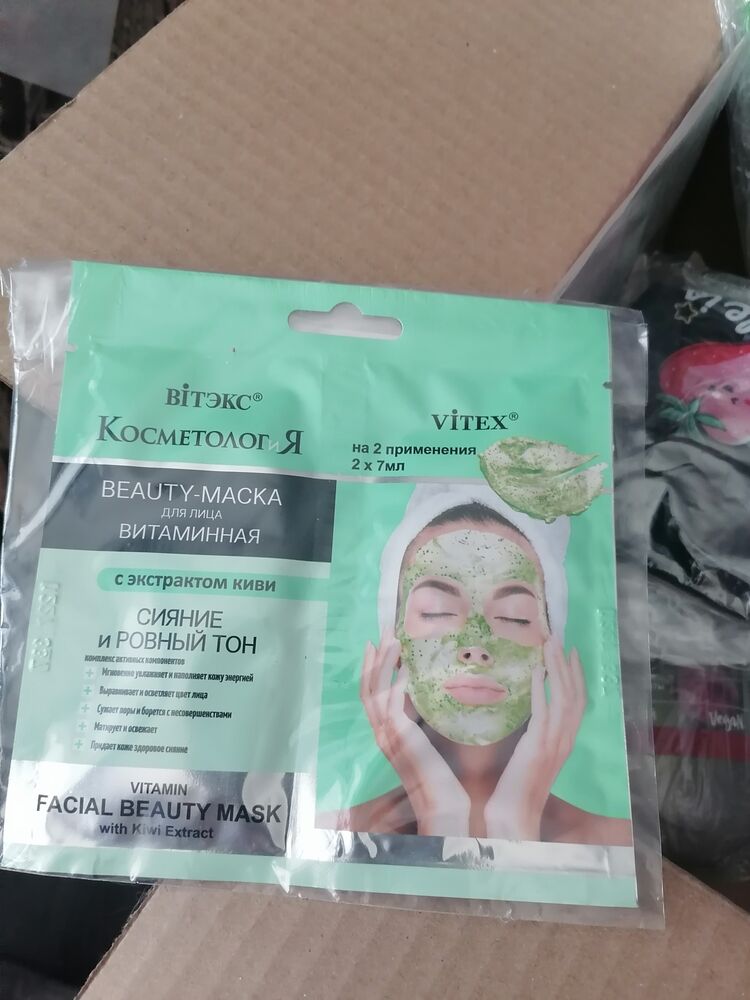 ВіТЭКС®
КОСМЕТОЛОГиЯ
BEAUTY-МАСКА
ДЛЯ ЛИЦА
ВИТАМИННАЯ
с экстрактом киви
СИЯНИЕ
и РОВНЫЙ ТОН
комплекс активных компонентов
+ Мгновенно увлажняет и наполняет кожу энергией
+ Выравнивает и осветляет цвет лица
+ Сужает поры и борется с несовершенствами
+ Матирует и освежает
+ Придает коже здоровое сияние
VITAMIN
FACIAL BEAUTY MASK
with Kiwi Extract
ViTEX®
на 2 применения
2 х 7мл
Vegan